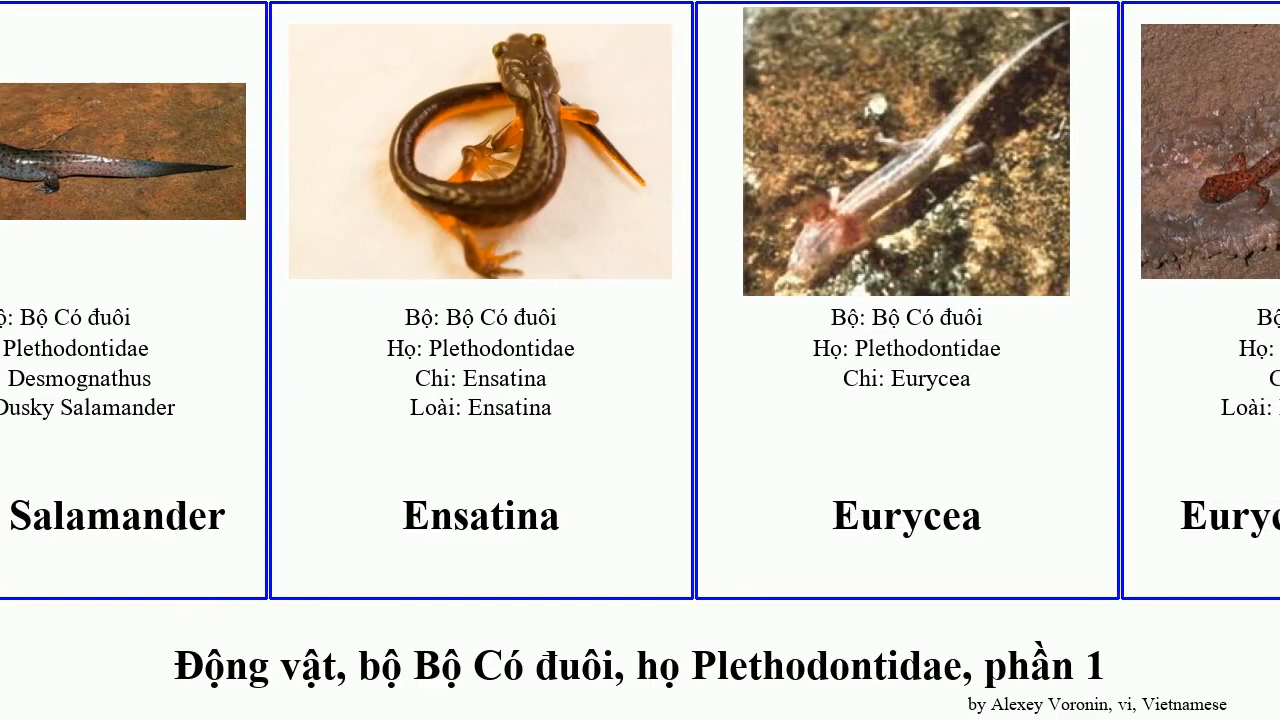 Bộ: Bộ Có đuôi
Plethodontidae
Desmognathus
Dusky Salamander
Salamander
Bộ: Bộ Có đuôi
Họ: Plethodontidae
Chi: Ensatina
Loài: Ensatina
Ensatina
Bộ: Bộ Có đuôi
Họ: Plethodontidae
Chi: Eurycea
Eurycea
Họ:
Loài:
Động vật, bộ Bộ Có đuôi, họ Plethodontidae, phần 1
by Alexey Voronin, vi, Vietnamese